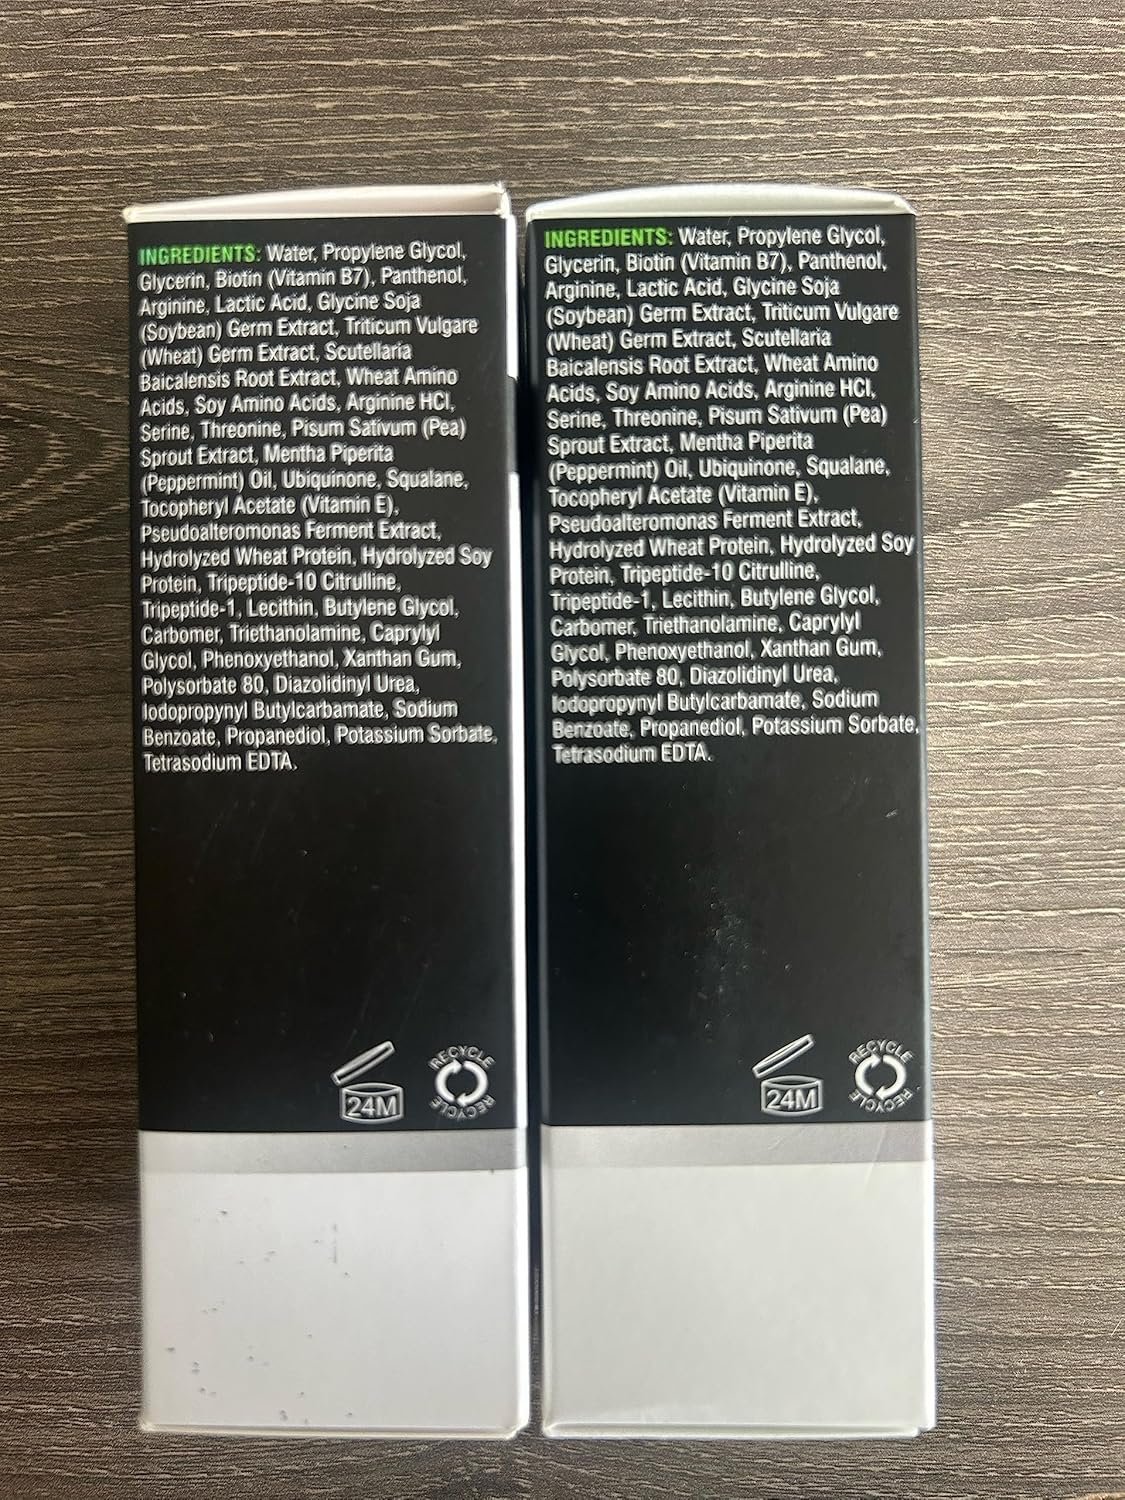 INGREDIENTS: Water, Propylene Glycol,
Glycerin, Biotin (Vitamin B7), Panthenol,
Arginine, Lactic Acid, Glycine Soja
(Soybean) Germ Extract, Triticum Vulgare
(Wheat) Germ Extract, Scutellaria
Baicalensis Root Extract, Wheat Amino
Acids, Soy Amino Acids, Arginine HCl,
Serine, Threonine, Pisum Sativum (Pea)
Sprout Extract, Mentha Piperita
(Peppermint) Oil, Ubiquinone, Squalane,
Tocopheryl Acetate (Vitamin E),
Pseudoalteromonas Ferment Extract,
Hydrolyzed Wheat Protein, Hydrolyzed Soy
Protein, Tripeptide-10 Citrulline,
Tripeptide-1, Lecithin, Butylene Glycol,
Carbomer, Triethanolamine, Caprylyl
Glycol, Phenoxyethanol, Xanthan Gum,
Polysorbate 80, Diazolidinyl Urea,
Iodopropynyl Butylcarbamate, Sodium
Benzoate, Propanediol, Potassium Sorbate,
Tetrasodium EDTA.
24M
RECYCLE
RECYCLE
INGREDIENTS: Water, Propylene Glycol,
Glycerin, Biotin (Vitamin B7), Panthenol,
Arginine, Lactic Acid, Glycine Soja
(Soybean) Germ Extract, Triticum Vulgare
(Wheat) Germ Extract, Scutellaria
Baicalensis Root Extract, Wheat Amino
Acids, Soy Amino Acids, Arginine HCl,
Serine, Threonine, Pisum Sativum (Pea)
Sprout Extract, Mentha Piperita
(Peppermint) Oil, Ubiquinone, Squalane,
Tocopheryl Acetate (Vitamin E),
Pseudoalteromonas Ferment Extract,
Hydrolyzed Wheat Protein, Hydrolyzed Soy
Protein, Tripeptide-10 Citrulline,
Tripeptide-1, Lecithin, Butylene Glycol,
Carbomer, Triethanolamine, Caprylyl
Glycol, Phenoxyethanol, Xanthan Gum,
Polysorbate 80, Diazolidinyl Urea,
Iodopropynyl Butylcarbamate, Sodium
Benzoate, Propanediol, Potassium Sorbate,
Tetrasodium EDTA.
24M
RECYCLE
RECYCLE